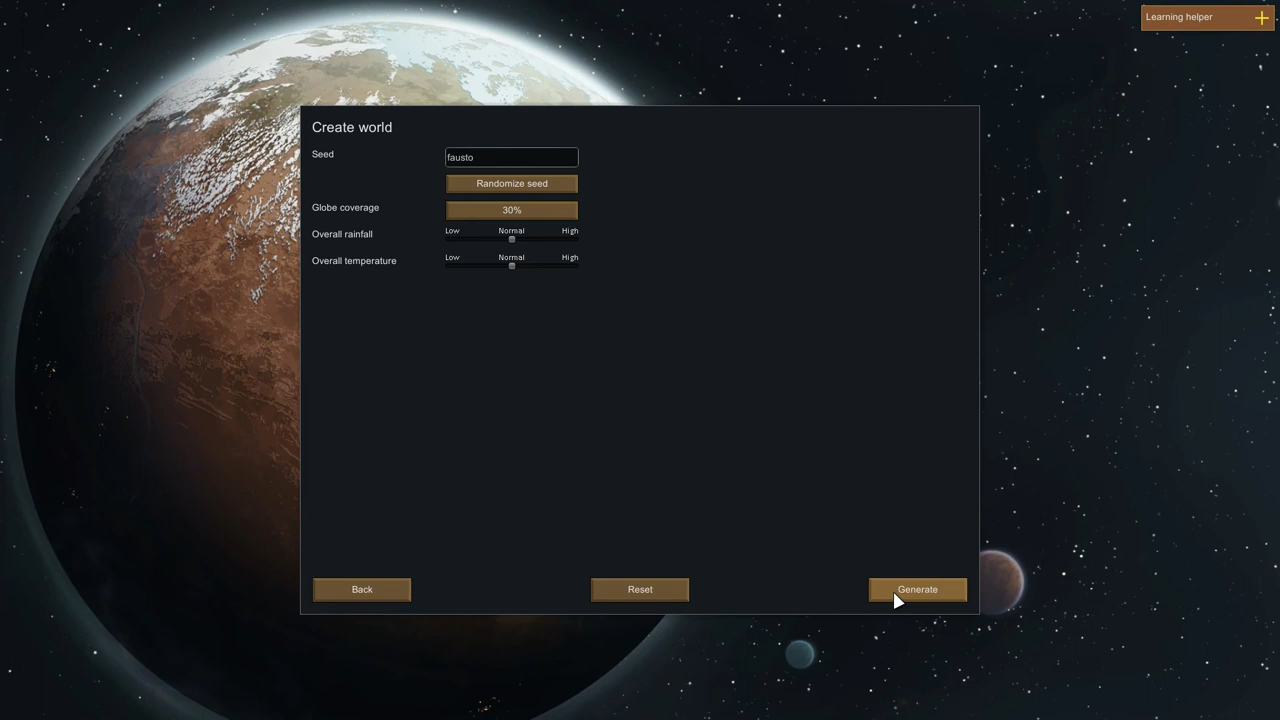 Learning helper
Create world
Seed
fausto
Randomize seed
Globe coverage
30%
Overall rainfall
Low Normal High
Overall temperature
Low Normal High
Back
Reset
Generate